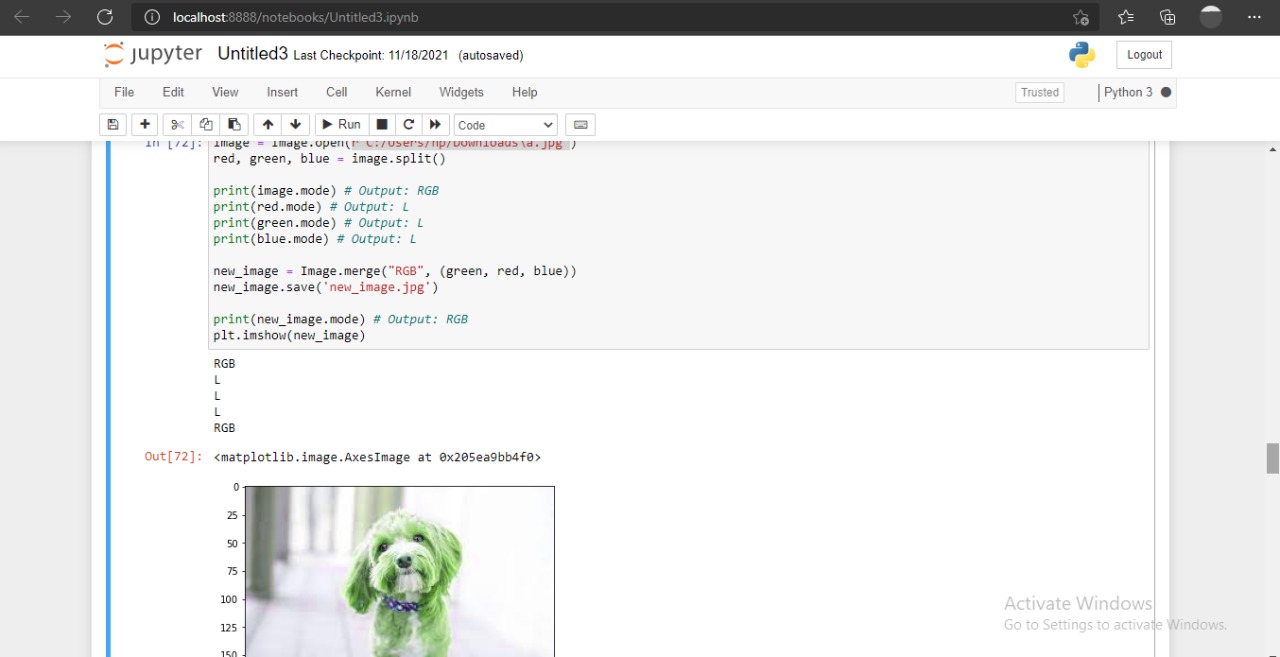 localhost:8888/notebooks/Untitled3.ipynb
jupyter Untitled3 Last Checkpoint: 11/18/2021 (autosaved)
Logout
File Edit View Insert Cell Kernel Widgets Help
Trusted
Python 3
Run
Code
In [72]: image = Image.open(r"C:/Users/hp/Downloads\a.jpg")
red, green, blue = image.split()
print(image.mode) # Output: RGB
print(red.mode) # Output: L
print(green.mode) # Output: L
print(blue.mode) # Output: L
new_image = Image.merge("RGB", (green, red, blue))
new_image.save('new_image.jpg')
print(new_image.mode) # Output: RGB
plt.imshow(new_image)
RGB
L
L
L
RGB
Out[72]: <matplotlib.image.AxesImage at 0x205ea9bb4f0>
0
25
50
75
100
125
150
Activate Windows
Go to Settings to activate Windows.